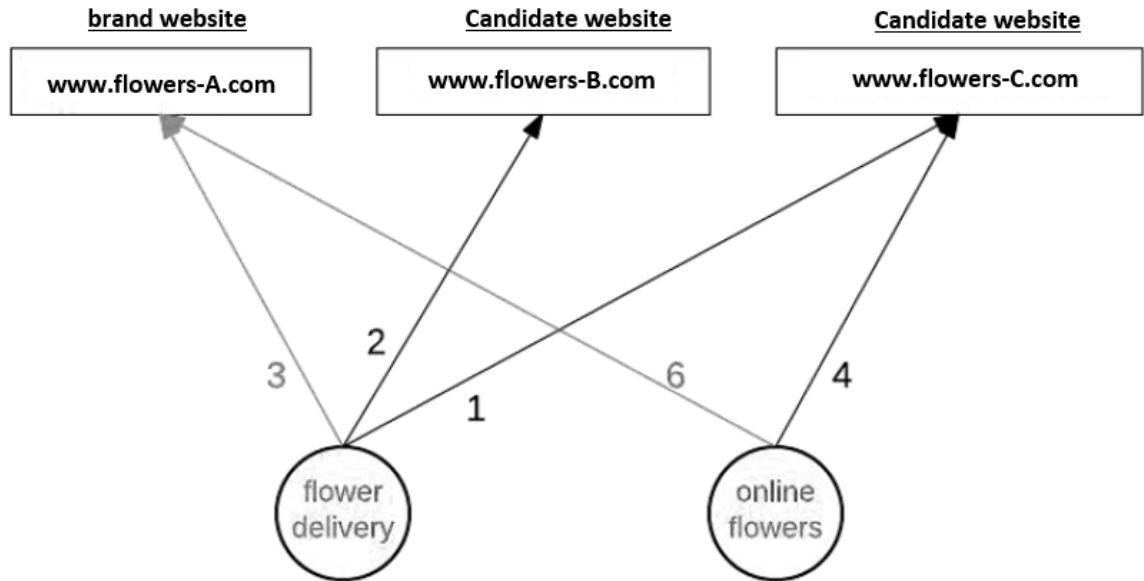 brand website
Candidate website
Candidate website
www.flowers-A.com
www.flowers-B.com
www.flowers-C.com
3
2
1
6
4
flower
delivery
online
flowers